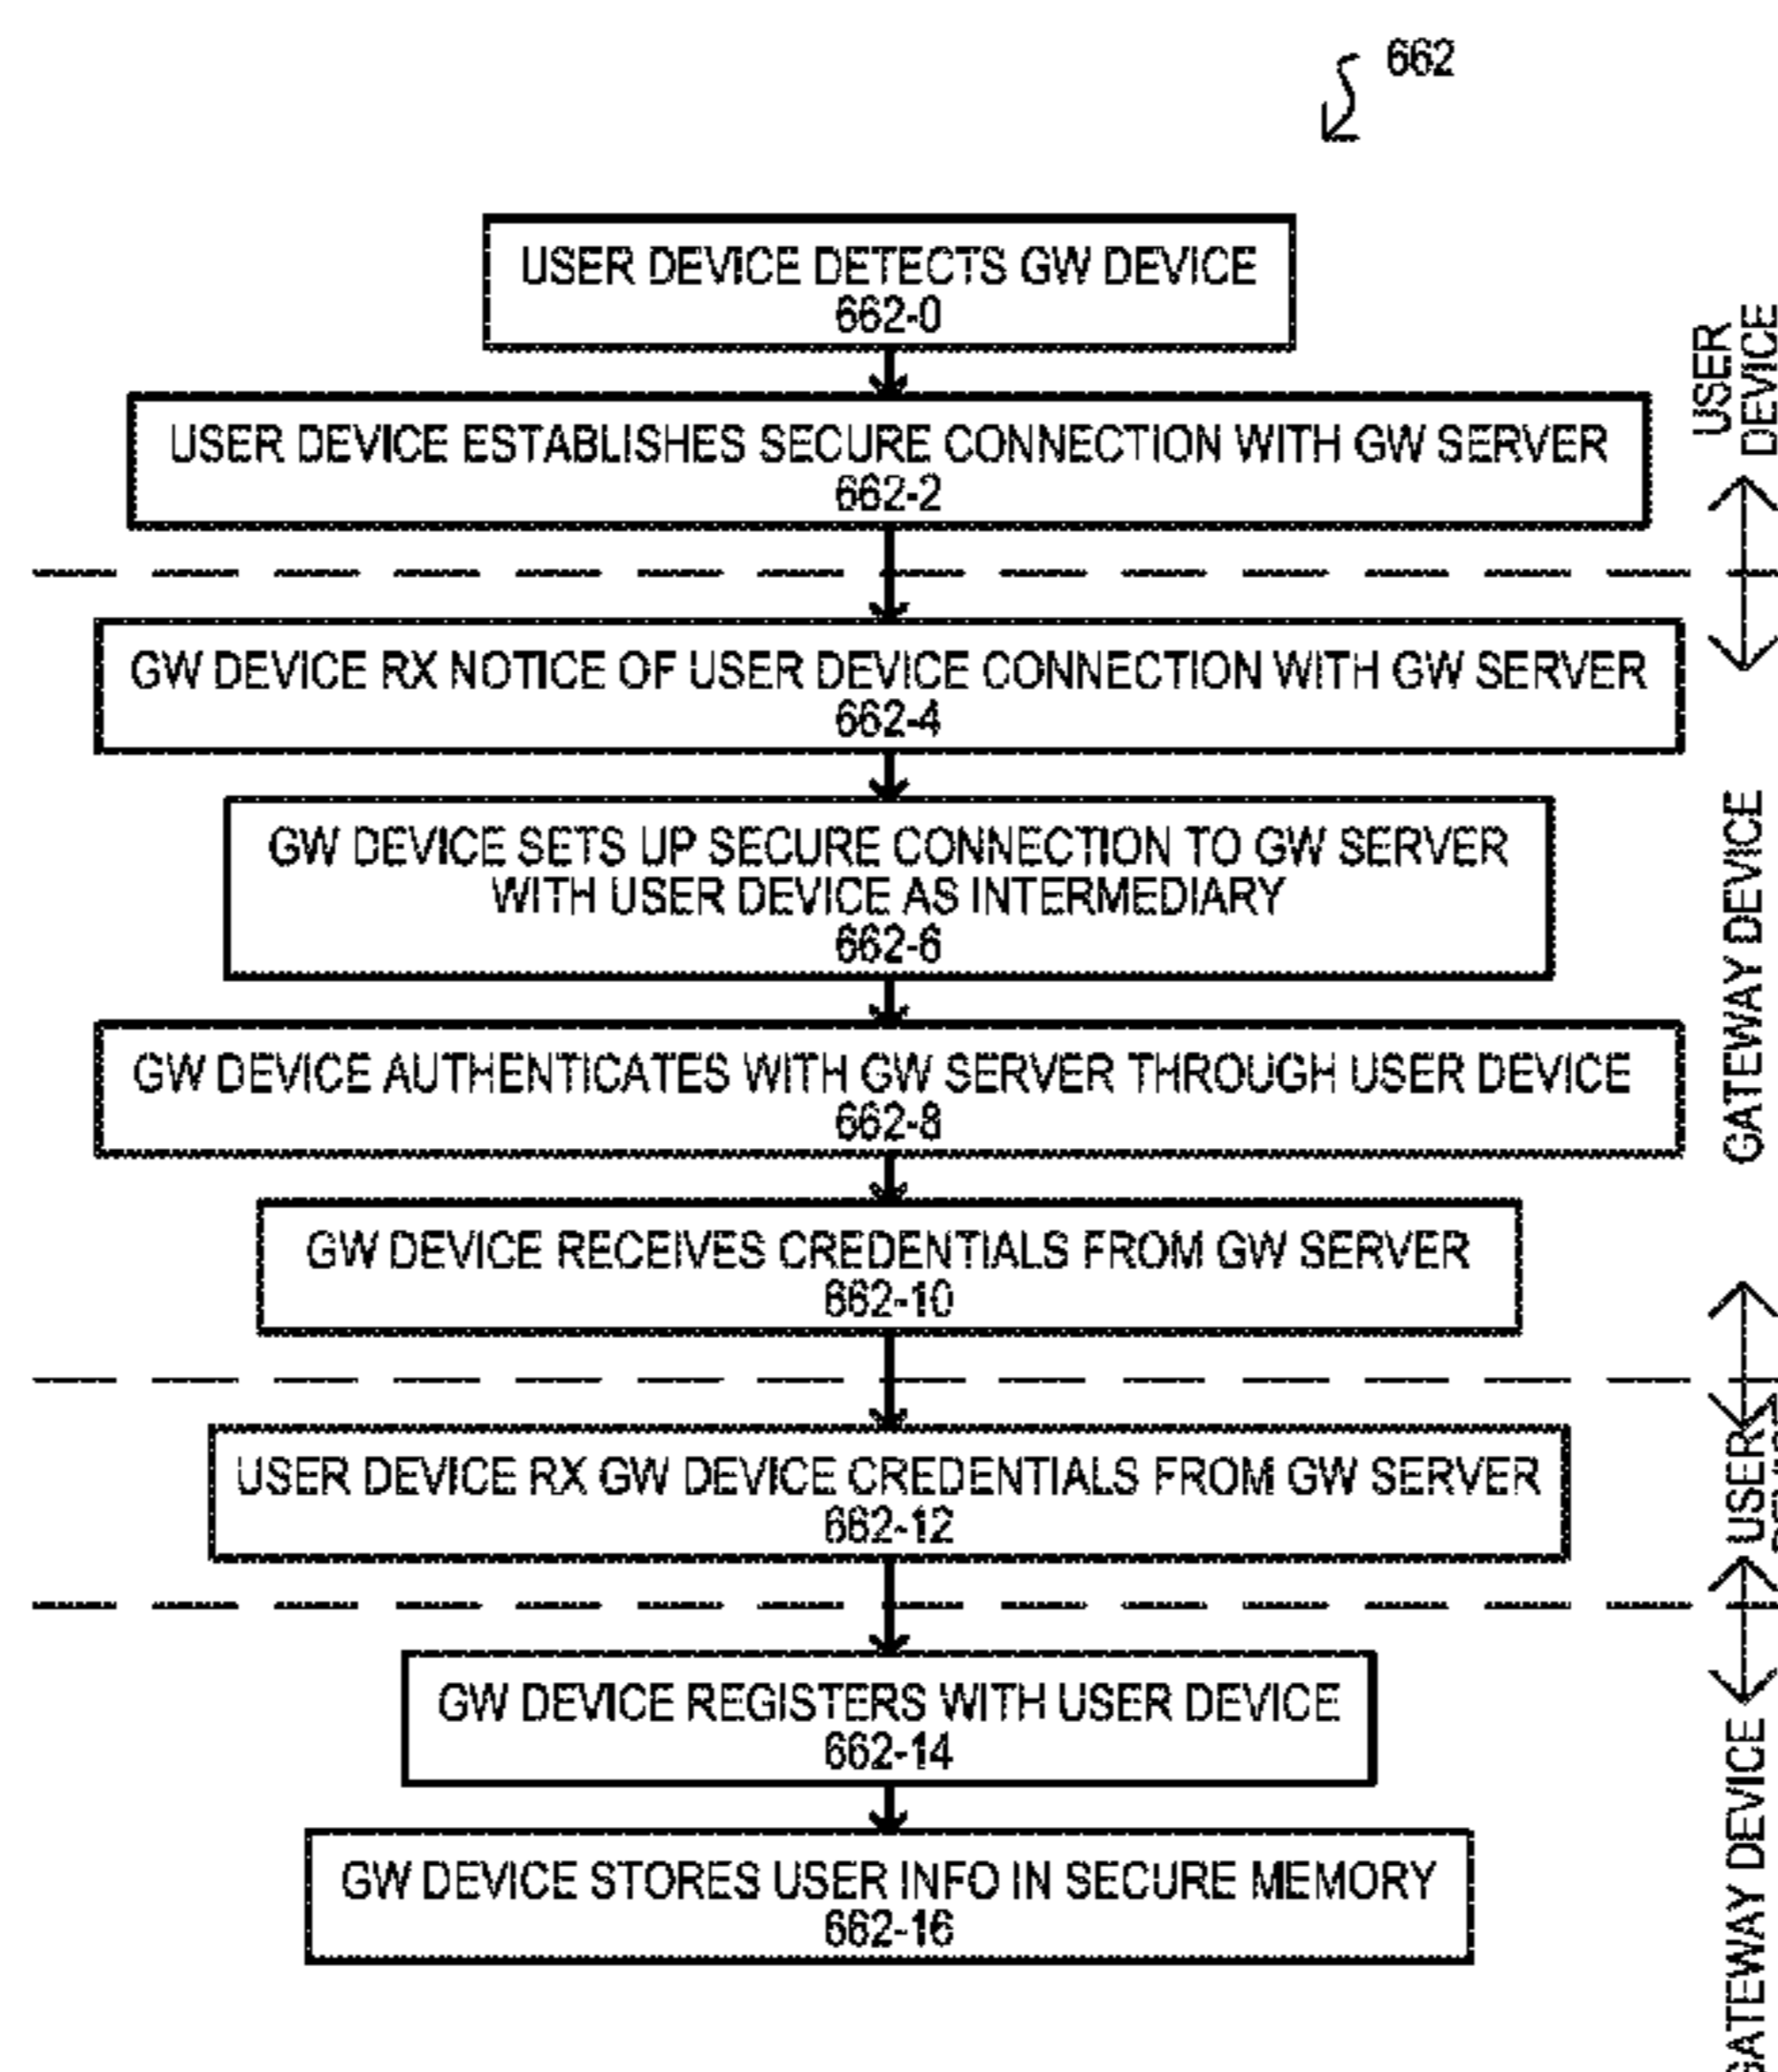 662
USER DEVICE DETECTS GW DEVICE
662-0
USER DEVICE ESTABLISHES SECURE CONNECTION WITH GW SERVER
662-2
USER
DEVICE
GW DEVICE RX NOTICE OF USER DEVICE CONNECTION WITH GW SERVER
662-4
GW DEVICE SETS UP SECURE CONNECTION TO GW SERVER
WITH USER DEVICE AS INTERMEDIARY
662-6
GW DEVICE AUTHENTICATES WITH GW SERVER THROUGH USER DEVICE
662-8
GW DEVICE RECEIVES CREDENTIALS FROM GW SERVER
662-10
GATEWAY DEVICE
USER DEVICE RX GW DEVICE CREDENTIALS FROM GW SERVER
662-12
USER
GW DEVICE REGISTERS WITH USER DEVICE
662-14
GW DEVICE STORES USER INFO IN SECURE MEMORY
662-16
GATEWAY DEVICE